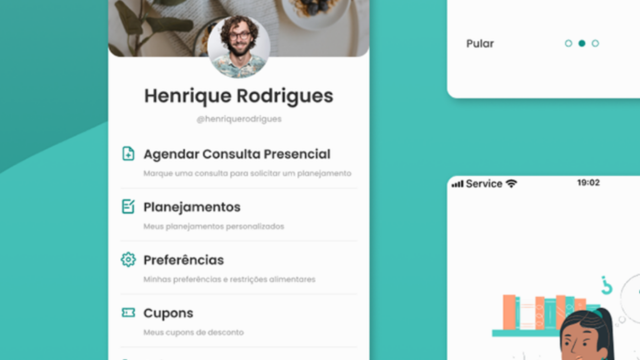 Henrique Rodrigues
@henriquerodrigues
Agendar Consulta Presencial
Marque uma consulta para solicitar um planejamento
Planejamentos
Meus planejamentos personalizados
Preferências
Minhas preferências e restrições alimentares
Cupons
Meus cupons de desconto
Pular
Service
19:02
?